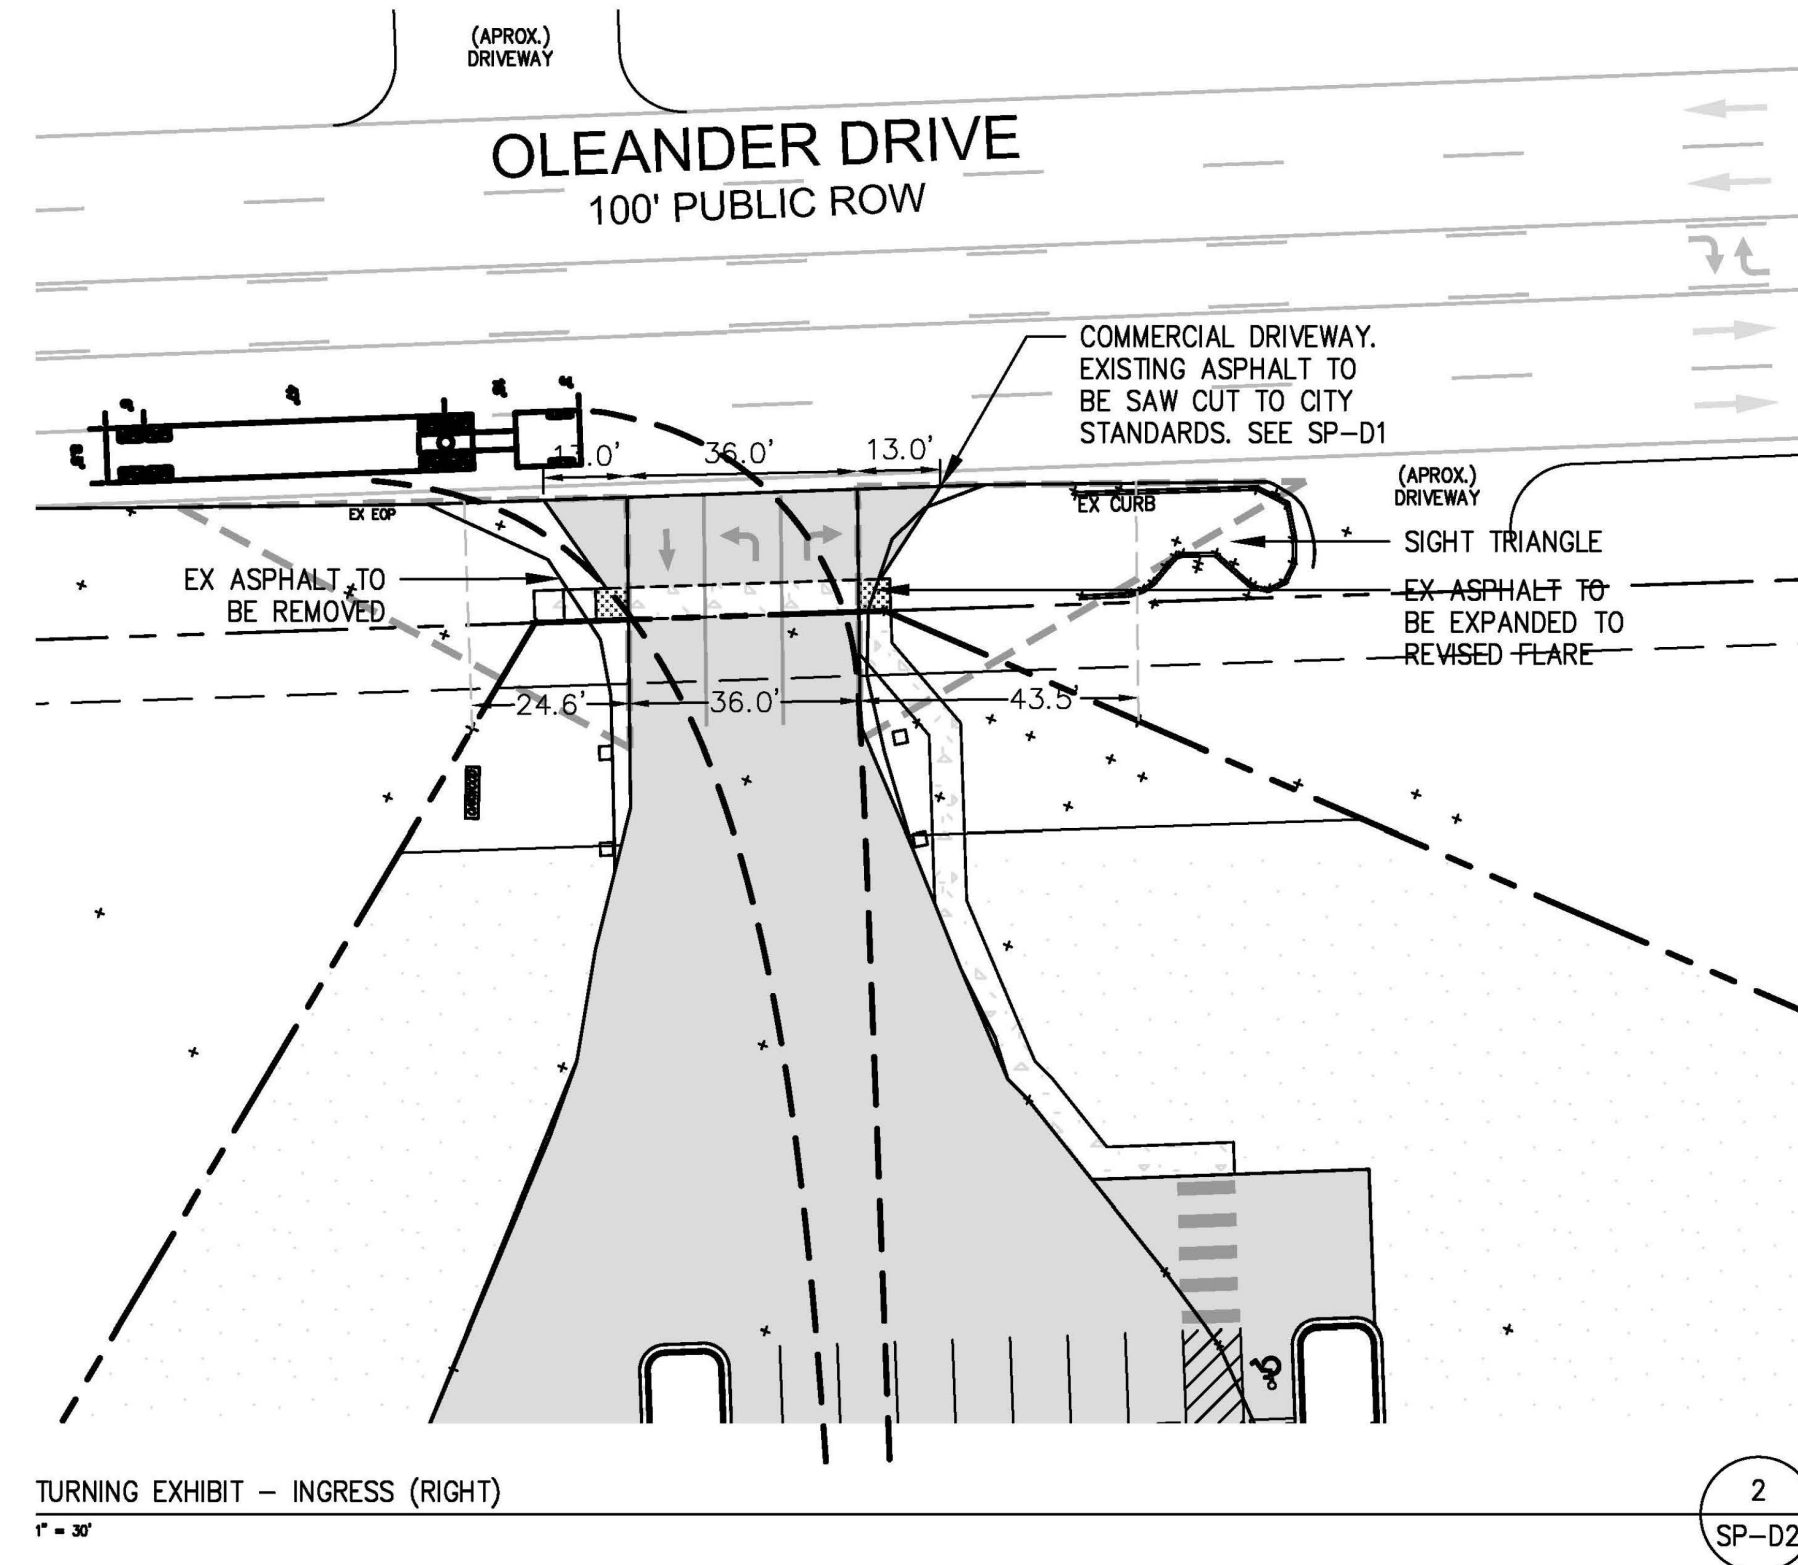 (APROX.)
DRIVEWAY
OLEANDER DRIVE
100' PUBLIC ROW
COMMERCIAL DRIVEWAY.
EXISTING ASPHALT TO
BE SAW CUT TO CITY
STANDARDS. SEE SP-D1
36.0'
13.0'
(APROX.)
DRIVEWAY
EX EOP
EX CURB
SIGHT TRIANGLE
EX ASPHALT TO
BE REMOVED
EX ASPHALT TO
BE EXPANDED TO
REVISED FLARE
24.6'
36.0'
43.5'
TURNING EXHIBIT – INGRESS (RIGHT)
1" = 30'
2
SP-D2